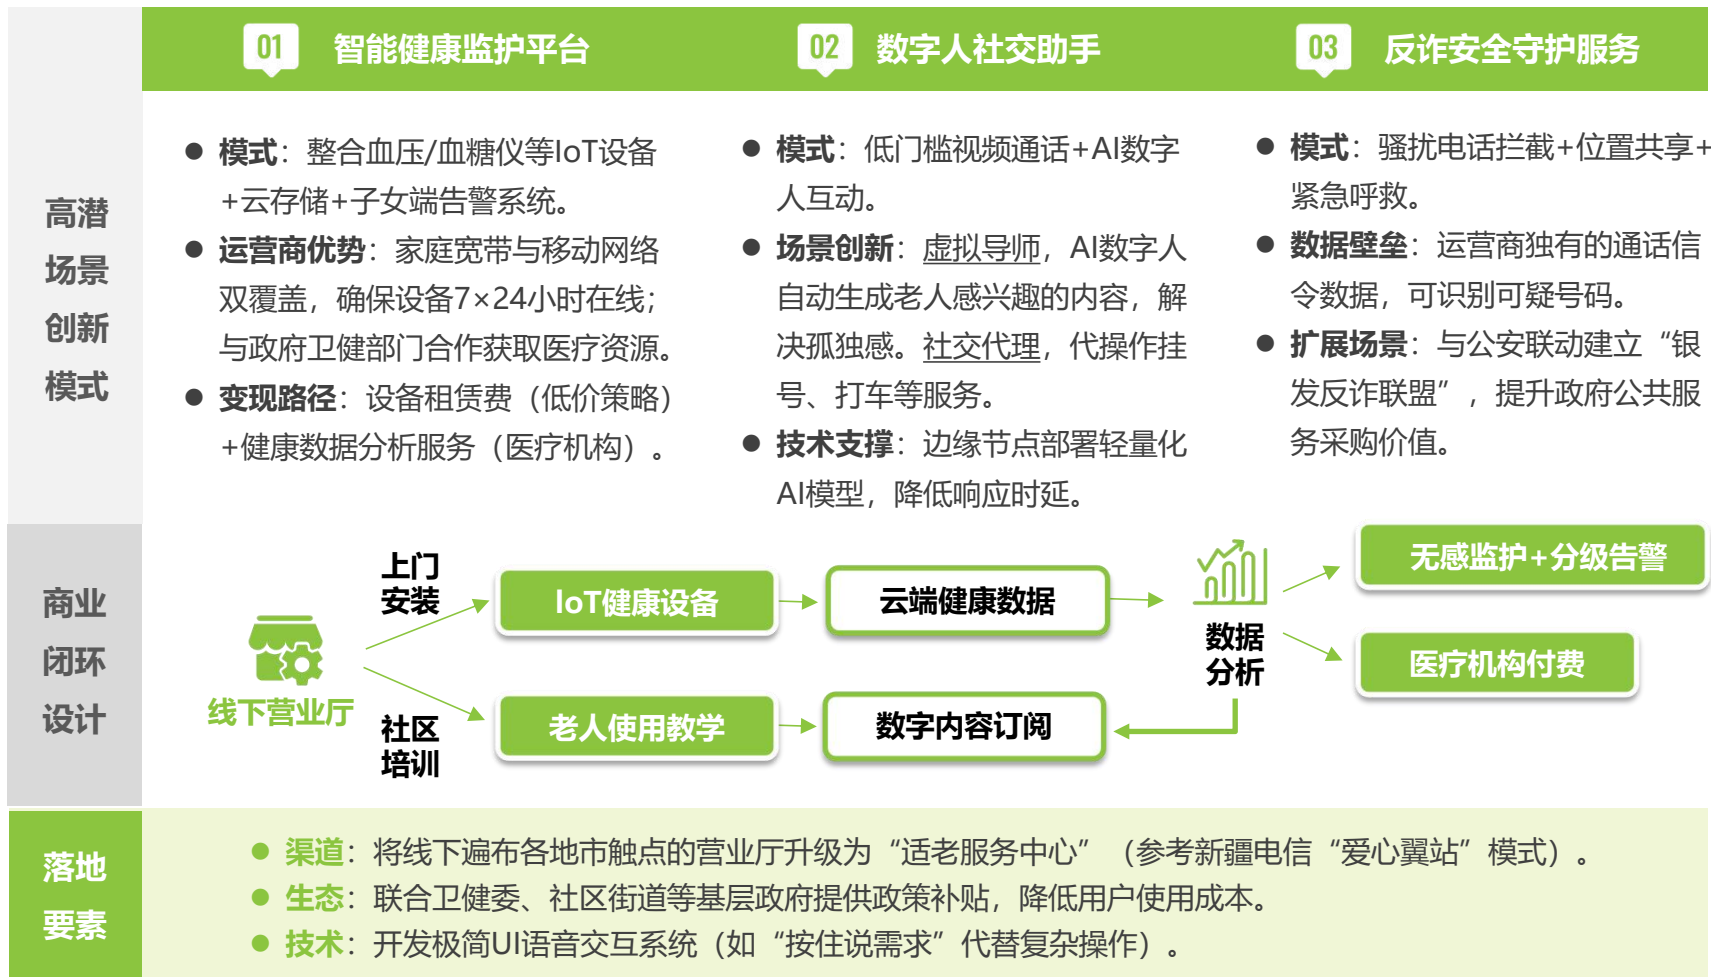 01 智能健康监护平台
02 数字人社交助手
03 反诈安全守护服务
高潜
场景
创新
模式
● 模式：整合血压/血糖仪等IoT设备
+云存储+子女端告警系统。
● 运营商优势：家庭宽带与移动网络
双覆盖，确保设备7×24小时在线；
与政府卫健部门合作获取医疗资源。
● 变现路径：设备租赁费（低价策略）
+健康数据分析服务（医疗机构）。
● 模式：低门槛视频通话+AI数字
人互动。
● 场景创新：虚拟导师，AI数字人
自动生成老人感兴趣的内容，解
决孤独感。社交代理，代操作挂
号、打车等服务。
● 技术支撑：边缘节点部署轻量化
AI模型，降低响应时延。
● 模式：骚扰电话拦截+位置共享+
紧急呼救。
● 数据壁垒：运营商独有的通话信
令数据，可识别可疑号码。
● 扩展场景：与公安联动建立“银
发反诈联盟”，提升政府公共服
务采购价值。
商业
闭环
设计
线下营业厅
上门
安装
IoT健康设备
云端健康数据
数据
分析
无感监护+分级告警
医疗机构付费
社区
培训
老人使用教学
数字内容订阅
落地
要素
● 渠道：将线下遍布各地市触点的营业厅升级为“适老服务中心”（参考新疆电信“爱心翼站”模式）。
● 生态：联合卫健委、社区街道等基层政府提供政策补贴，降低用户使用成本。
● 技术：开发极简UI语音交互系统（如“按住说需求”代替复杂操作）。